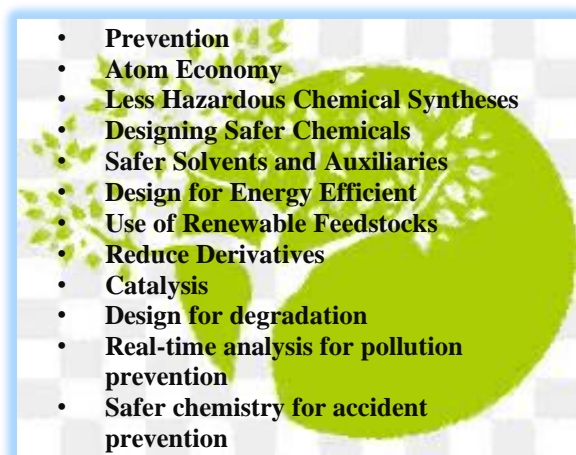 • Prevention
• Atom Economy
• Less Hazardous Chemical Syntheses
• Designing Safer Chemicals
• Safer Solvents and Auxiliaries
• Design for Energy Efficient
• Use of Renewable Feedstocks
• Reduce Derivatives
• Catalysis
• Design for degradation
• Real-time analysis for pollution
prevention
• Safer chemistry for accident
prevention